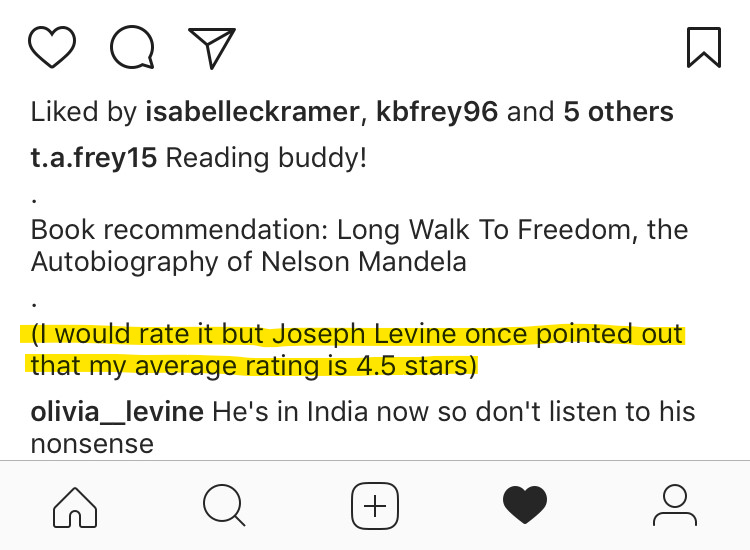 Liked by isabelleckramer, kbfrey96 and 5 others
t.a.frey15 Reading buddy!
.
Book recommendation: Long Walk To Freedom, the
Autobiography of Nelson Mandela
.
(I would rate it but Joseph Levine once pointed out
that my average rating is 4.5 stars)
olivia__levine He's in India now so don't listen to his
nonsense